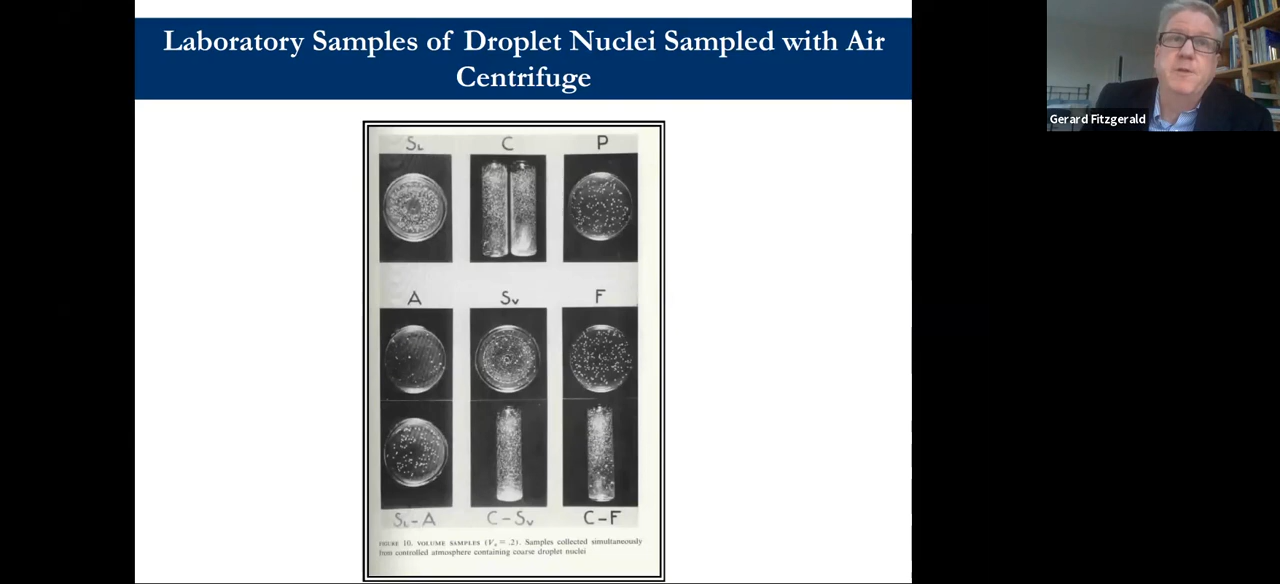 Laboratory Samples of Droplet Nuclei Sampled with Air
Centrifuge
Gerard Fitzgerald
SL C P
A Sv F
SL-A C-Sv C-F
FIGURE 10. VOLUME SAMPLES (Vs = .2). Samples collected simultaneously
from controlled atmosphere containing coarse droplet nuclei